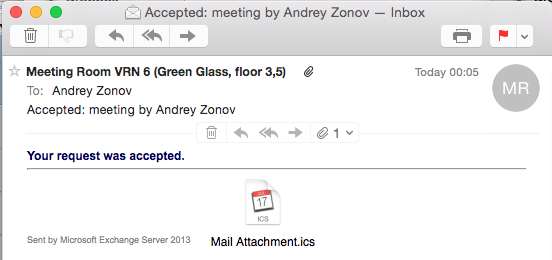 Accepted: meeting by Andrey Zonov — Inbox
Meeting Room VRN 6 (Green Glass, floor 3,5)
Today 00:05
MR
To: Andrey Zonov
Accepted: meeting by Andrey Zonov
1
Your request was accepted.
JUL
17
ICS
Sent by Microsoft Exchange Server 2013
Mail Attachment.ics